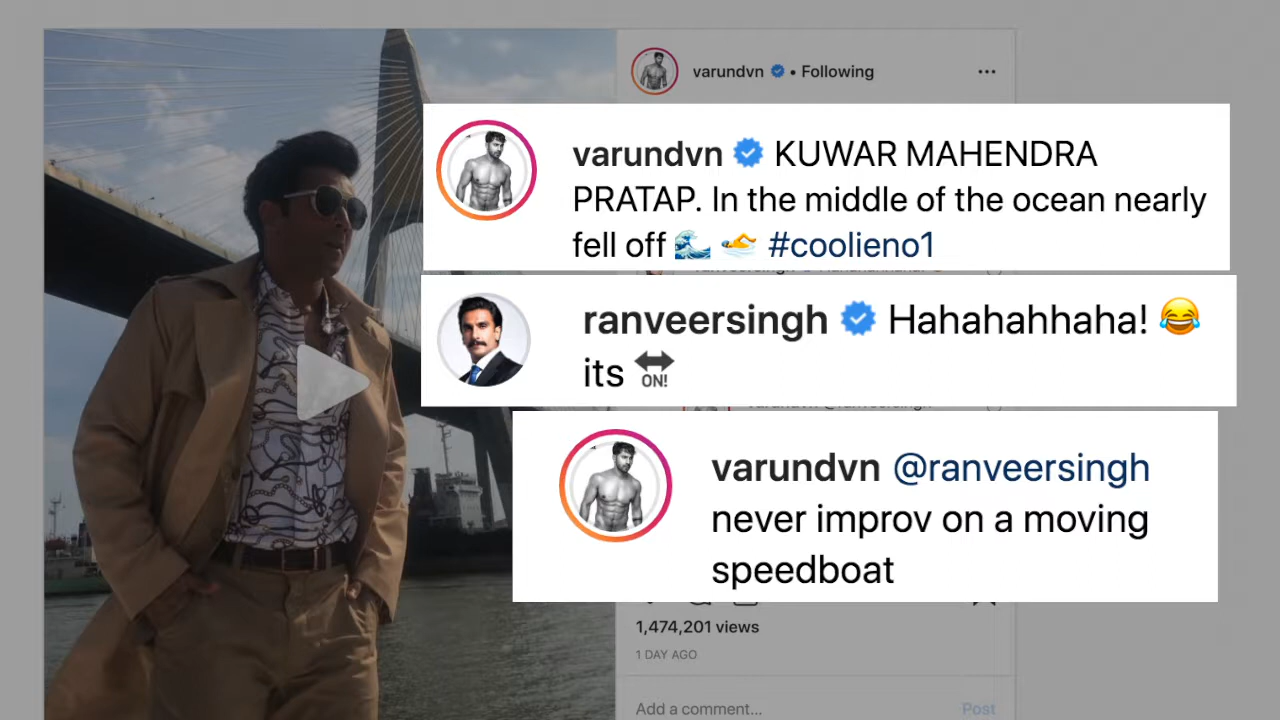 varundvn • Following
varundvn KUWAR MAHENDRA
PRATAP. In the middle of the ocean nearly
fell off 🌊 🏊 #coolieno1
ranveersingh Hahahahhaha! 😂
its 🔛
varundvn @ranveersingh
never improv on a moving
speedboat
1,474,201 views
1 DAY AGO
Add a comment...
Post